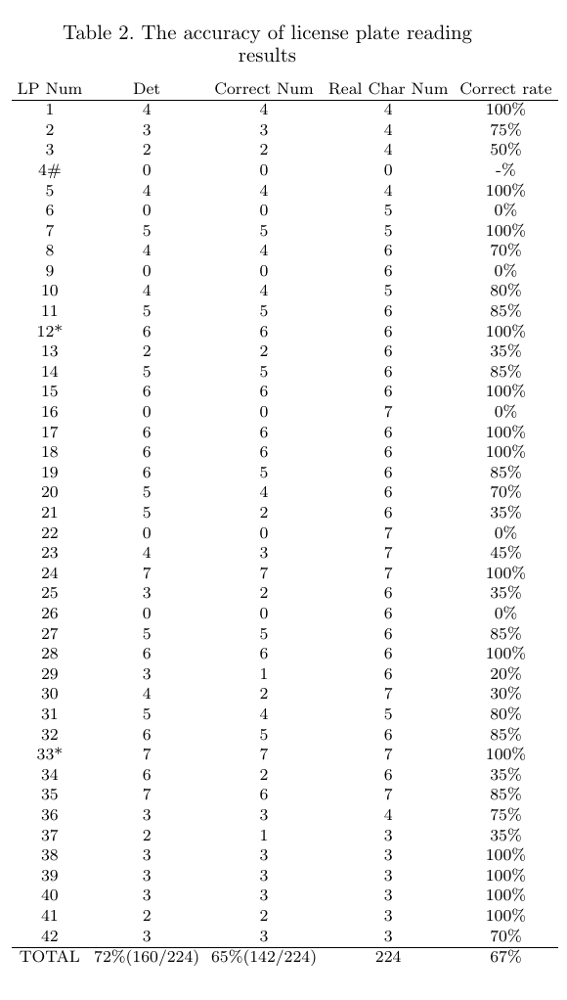 Table 2. The accuracy of license plate reading
results
LP Num Det Correct Num Real Char Num Correct rate
1 4 4 4 100%
2 3 3 4 75%
3 2 2 4 50%
4# 0 0 0 -%
5 4 4 4 100%
6 0 0 5 0%
7 5 5 5 100%
8 4 4 6 70%
9 0 0 6 0%
10 4 4 5 80%
11 5 5 6 85%
12* 6 6 6 100%
13 2 2 6 35%
14 5 5 6 85%
15 6 6 6 100%
16 0 0 7 0%
17 6 6 6 100%
18 6 6 6 100%
19 6 5 6 85%
20 5 4 6 70%
21 5 2 6 35%
22 0 0 7 0%
23 4 3 7 45%
24 7 7 7 100%
25 3 2 6 35%
26 0 0 6 0%
27 5 5 6 85%
28 6 6 6 100%
29 3 1 6 20%
30 4 2 7 30%
31 5 4 5 80%
32 6 5 6 85%
33* 7 7 7 100%
34 6 2 6 35%
35 7 6 7 85%
36 3 3 4 75%
37 2 1 3 35%
38 3 3 3 100%
39 3 3 3 100%
40 3 3 3 100%
41 2 2 3 100%
42 3 3 3 70%
TOTAL 72%(160/224) 65%(142/224) 224 67%